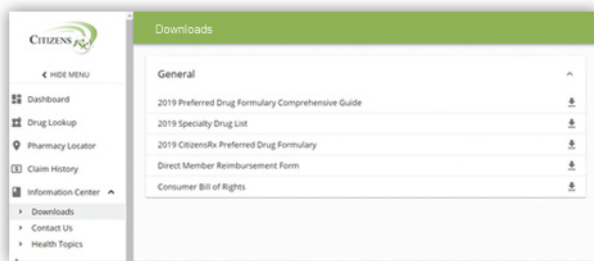 CITIZENS Rx
HIDE MENU
Dashboard
Drug Lookup
Pharmacy Locator
Claim History
Information Center
Downloads
Contact Us
Health Topics
Downloads
General
2019 Preferred Drug Formulary Comprehensive Guide
2019 Specialty Drug List
2019 CitizensRx Preferred Drug Formulary
Direct Member Reimbursement Form
Consumer Bill of Rights